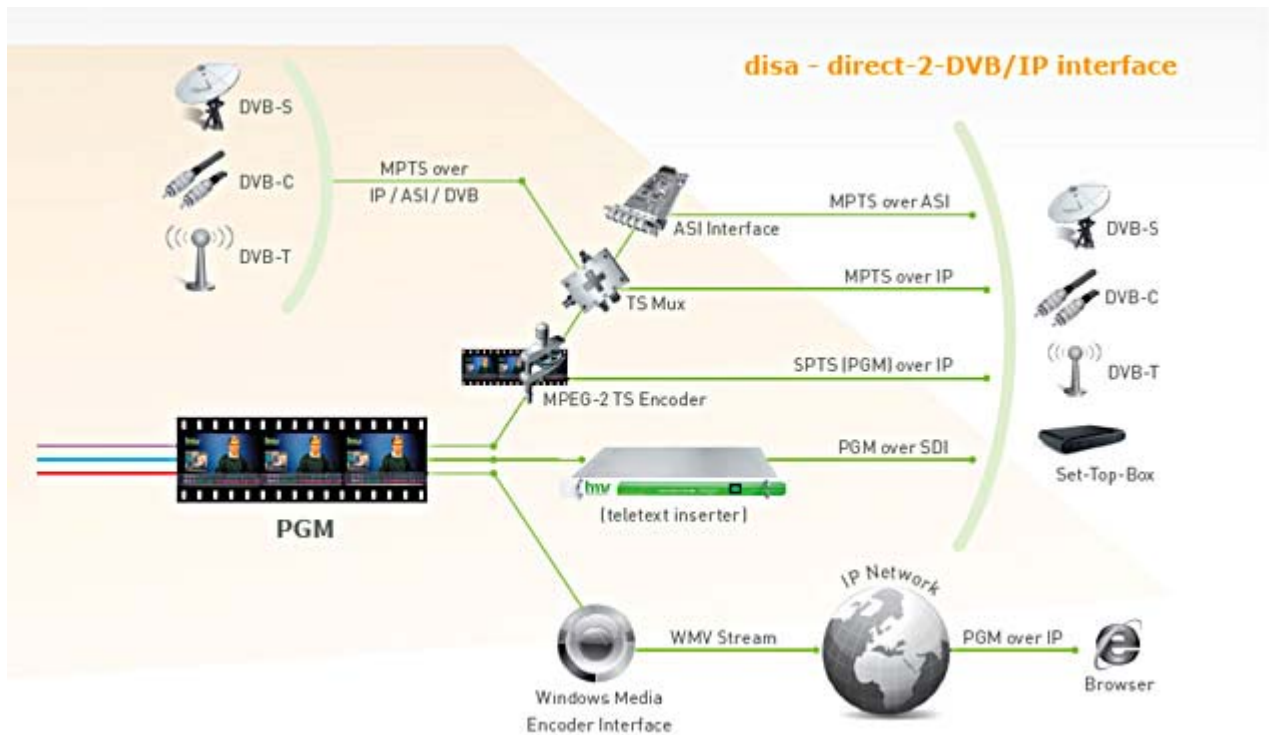 disa - direct-2-DVB/IP interface
DVB-S
DVB-C
DVB-T
MPTS over
IP / ASI / DVB
ASI Interface
MPTS over ASI
TS Mux
MPTS over IP
MPEG-2 TS Encoder
SPTS (PGM) over IP
DVB-S
DVB-C
DVB-T
Set-Top-Box
PGM
hmv
(teletext inserter)
PGM over SDI
Windows Media
Encoder Interface
WMV Stream
IP Network
PGM over IP
Browser